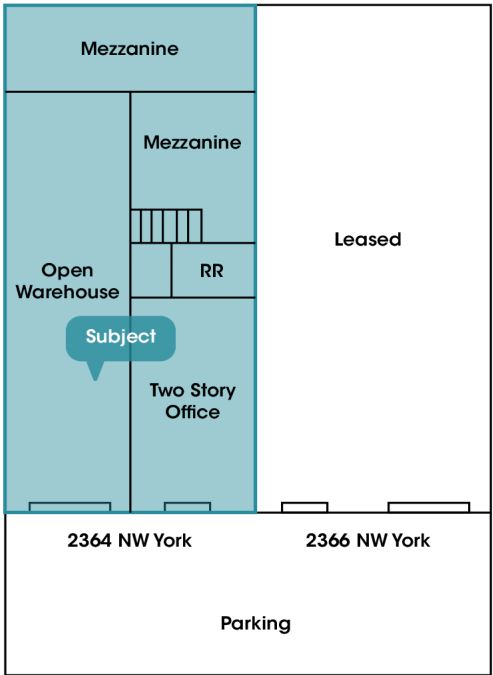 Mezzanine
Mezzanine
Leased
Open
Warehouse
RR
Subject
Two Story
Office
2364 NW York
2366 NW York
Parking